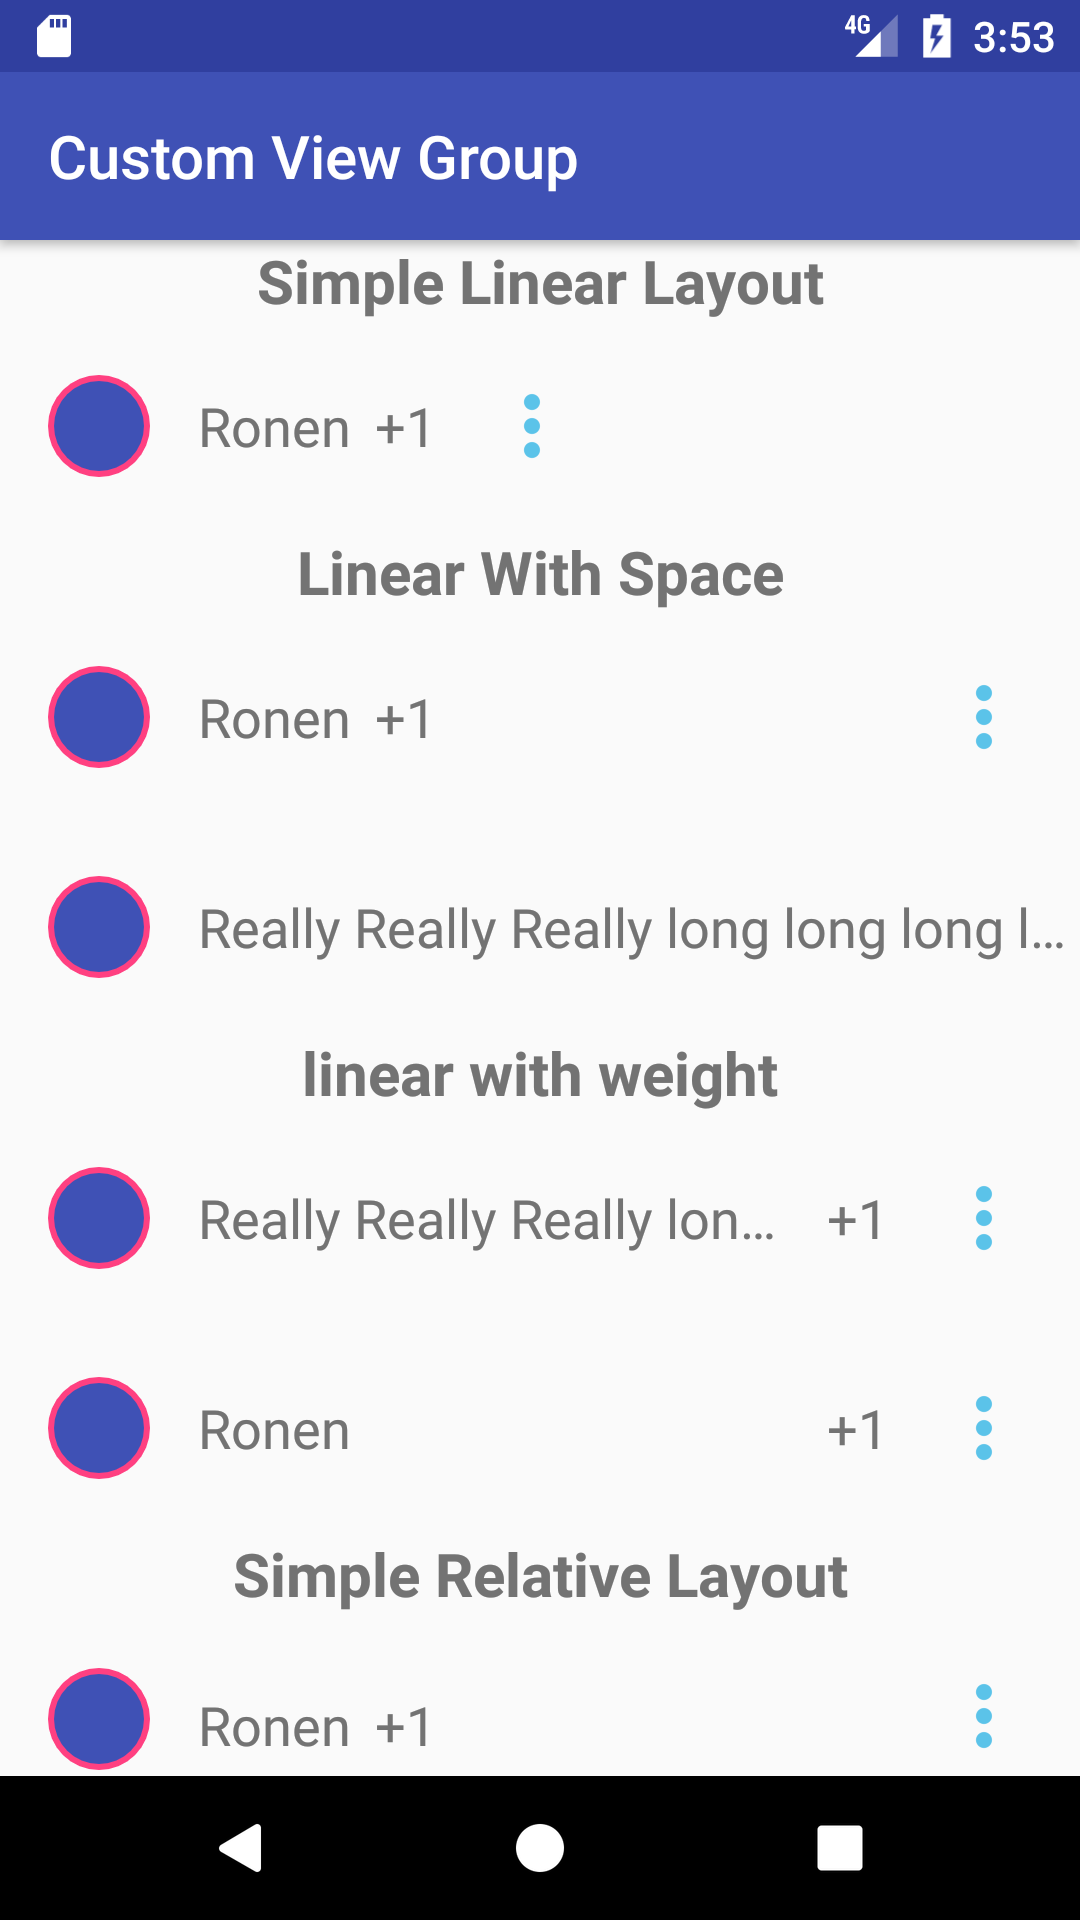 4G 3:53
Custom View Group
Simple Linear Layout
Ronen +1
Linear With Space
Ronen +1
Really Really Really long long long l…
linear with weight
Really Really Really lon… +1
Ronen +1
Simple Relative Layout
Ronen +1